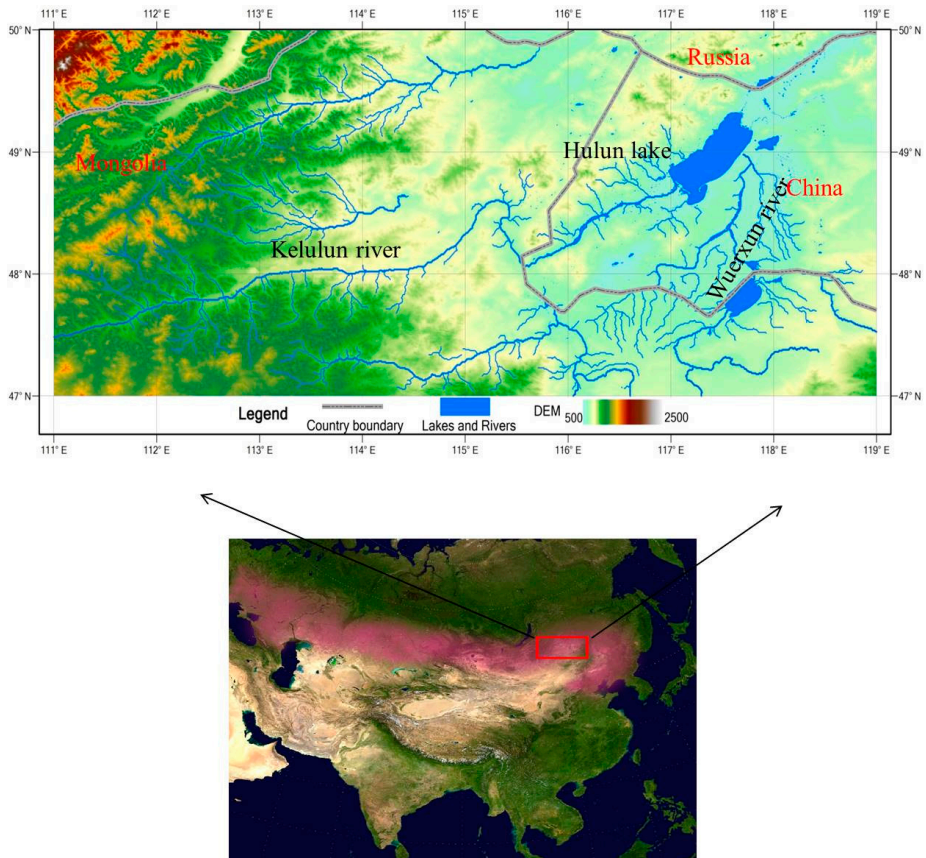 111° E 112° E 113° E 114° E 115° E 116° E 117° E 118° E 119° E
50° N 50° N
Russia
49° N Mongolia Hulun lake 49° N
China
Kelulun river Wuerxun river
48° N 48° N
47° N 47° N
Legend Country boundary Lakes and Rivers DEM 500 2500
111° E 112° E 113° E 114° E 115° E 116° E 117° E 118° E 119° E